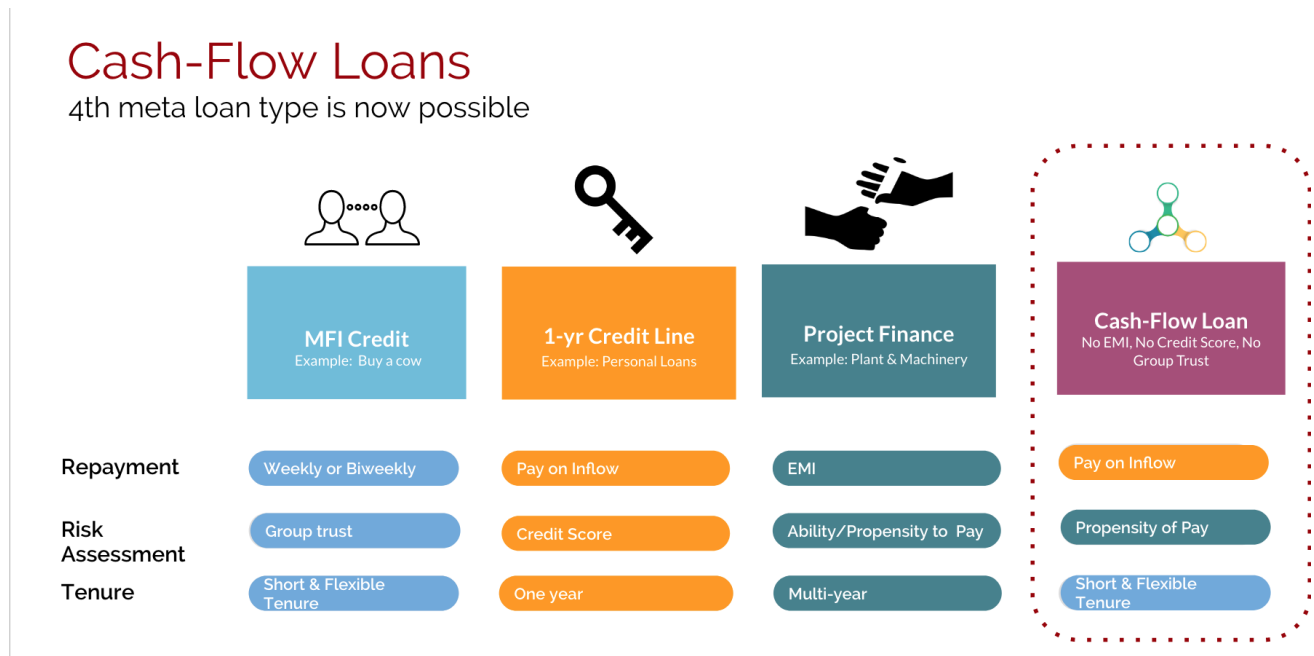 Cash-Flow Loans
4th meta loan type is now possible
MFI Credit
Example: Buy a cow
1-yr Credit Line
Example: Personal Loans
Project Finance
Example: Plant & Machinery
Cash-Flow Loan
No EMI, No Credit Score, No
Group Trust
Repayment
Weekly or Biweekly
Pay on Inflow
EMI
Pay on Inflow
Risk
Assessment
Group trust
Credit Score
Ability/Propensity to Pay
Propensity of Pay
Tenure
Short & Flexible
Tenure
One year
Multi-year
Short & Flexible
Tenure